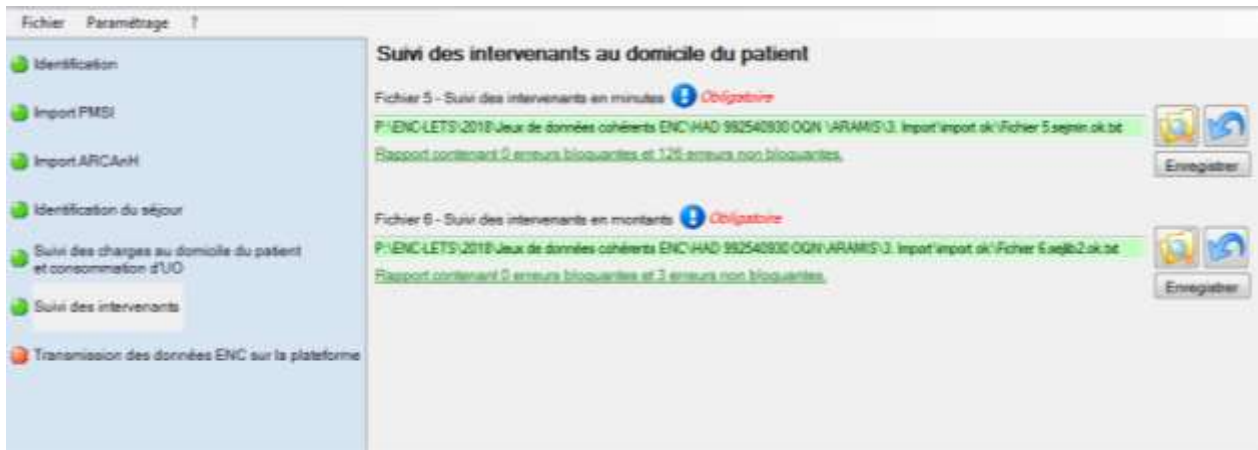 Fichier Paramétrage ?
Identification
Import PMSI
Import ARCAnH
Identification du séjour
Suivi des charges au domicile du patient
et consommation d'UO
Suivi des intervenants
Transmission des données ENC sur la plateforme
Suivi des intervenants au domicile du patient
Fichier 5 - Suivi des intervenants en minutes Obligatoire
P:\ENC-LETS\2018\Jeux de données cohérents ENC\HAD 992540930 OQN \ARAMIS\3. Import\import ok\Fichier 5.sejmin.ok.txt
Rapport contenant 0 erreurs bloquantes et 126 erreurs non bloquantes.
Enregistrer
Fichier 6 - Suivi des intervenants en montants Obligatoire
P:\ENC-LETS\2018\Jeux de données cohérents ENC\HAD 992540930 OQN\ARAMIS\3. Import\import ok\Fichier 6.sejlib2.ok.txt
Rapport contenant 0 erreurs bloquantes et 3 erreurs non bloquantes.
Enregistrer